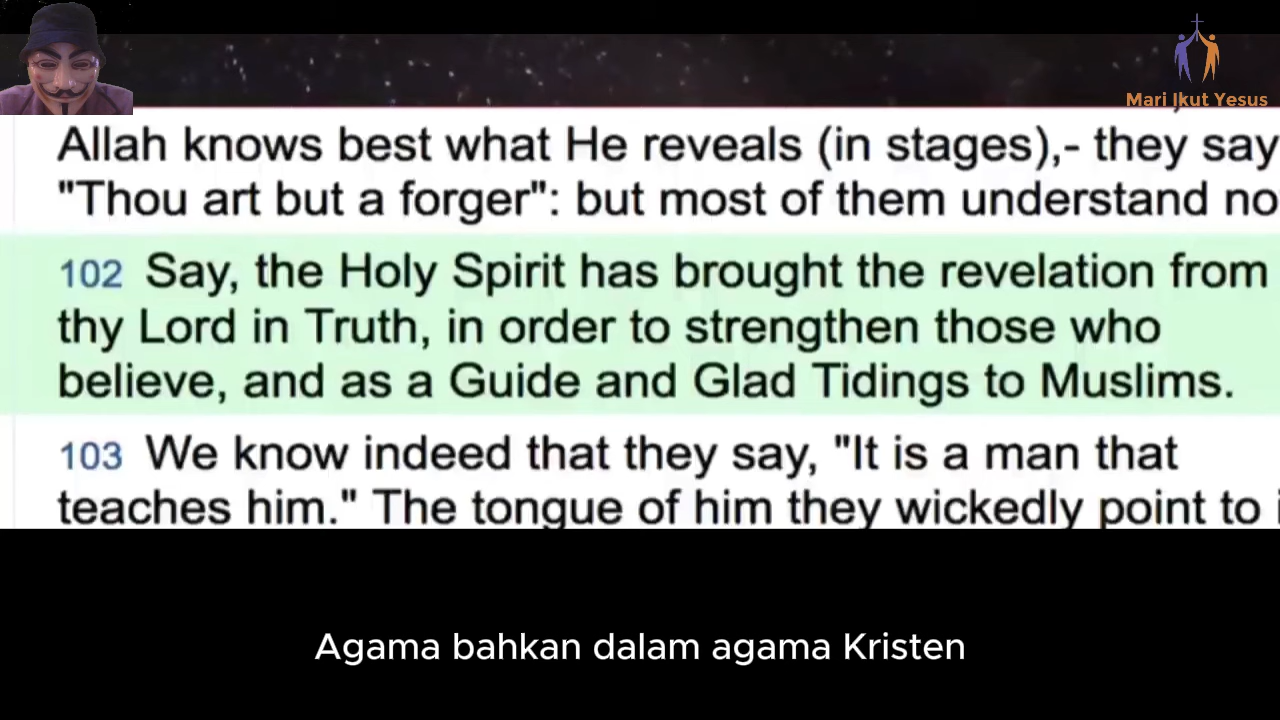 Mari Ikut Yesus
Allah knows best what He reveals (in stages),- they say
"Thou art but a forger": but most of them understand no
102 Say, the Holy Spirit has brought the revelation from
thy Lord in Truth, in order to strengthen those who
believe, and as a Guide and Glad Tidings to Muslims.
103 We know indeed that they say, "It is a man that
teaches him." The tongue of him they wickedly point to i
Agama bahkan dalam agama Kristen